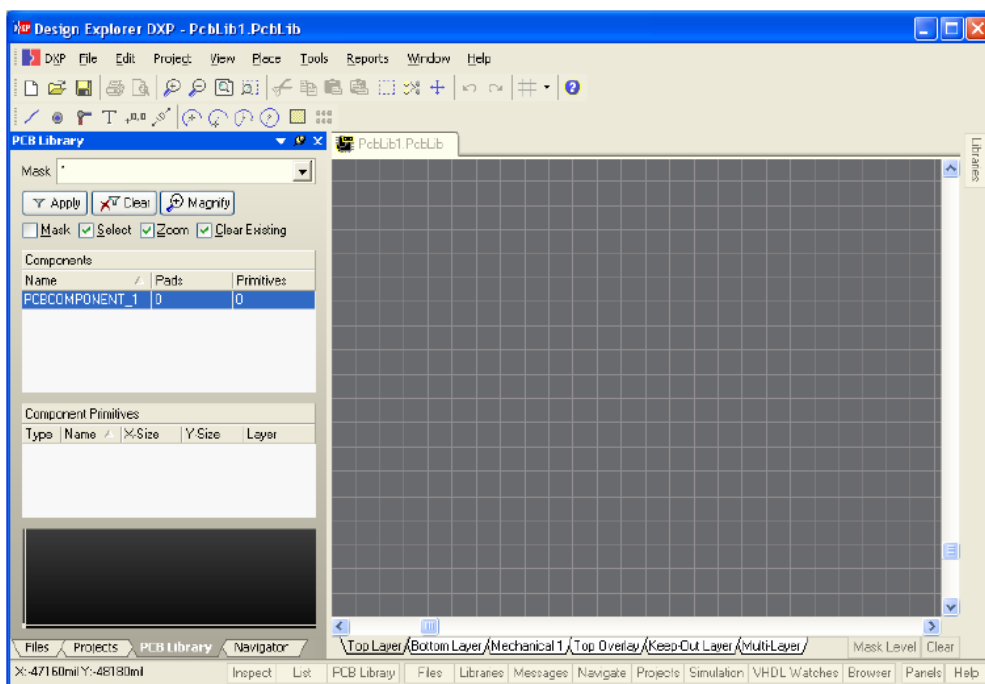 DXP Design Explorer DXP - PcbLib1.PcbLib
DXP File Edit Project View Place Tools Reports Window Help
PCB Library
PcbLib1.PcbLib
Libraries
Mask *
Apply Clear Magnify
Mask Select Zoom Clear Existing
Components
Name Pads Primitives
PCBCOMPONENT_1 0 0
Component Primitives
Type Name X-Size Y-Size Layer
Files Projects PCB Library Navigator
Top Layer Bottom Layer Mechanical 1 Top Overlay Keep-Out Layer Multi-Layer Mask Level Clear
X:-47160mil Y:-48180mil Inspect List PCB Library Files Libraries Messages Navigate Projects Simulation VHDL Watches Browser Panels Help